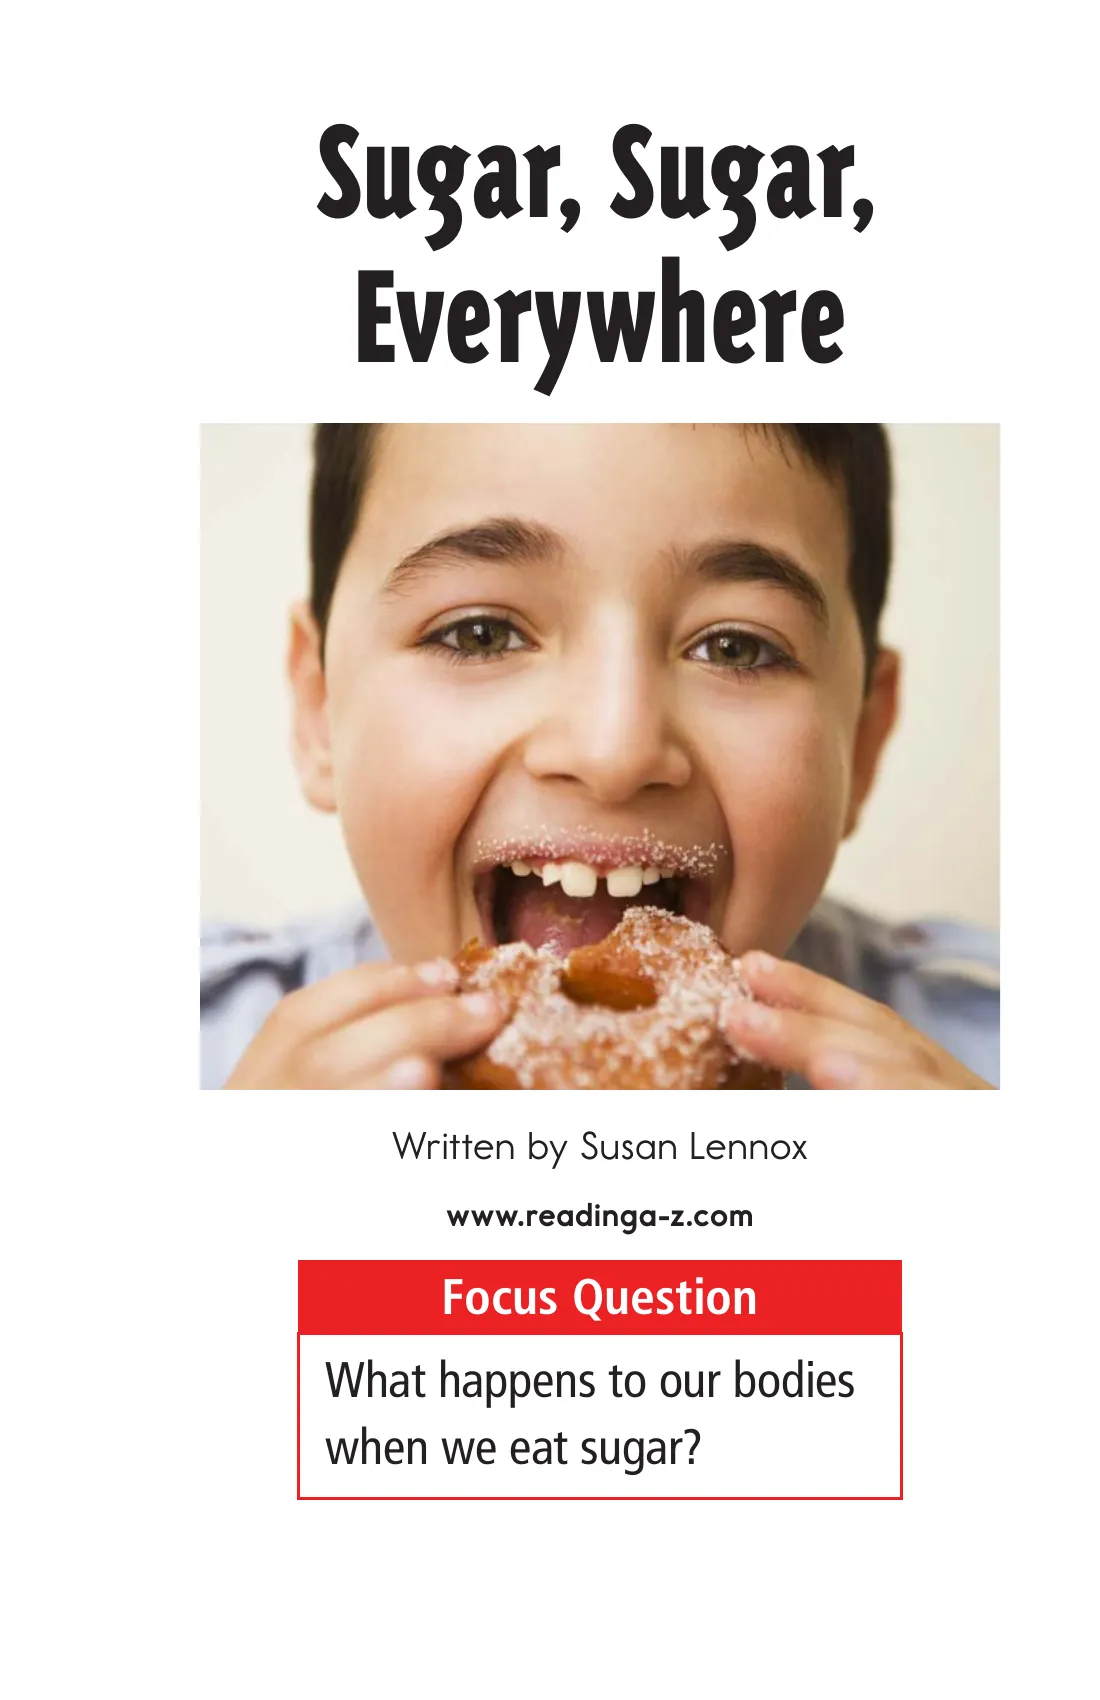 Sugar, Sugar,
Everywhere
Written by Susan Lennox
www.readinga-z.com
Focus Question
What happens to our bodies
when we eat sugar?